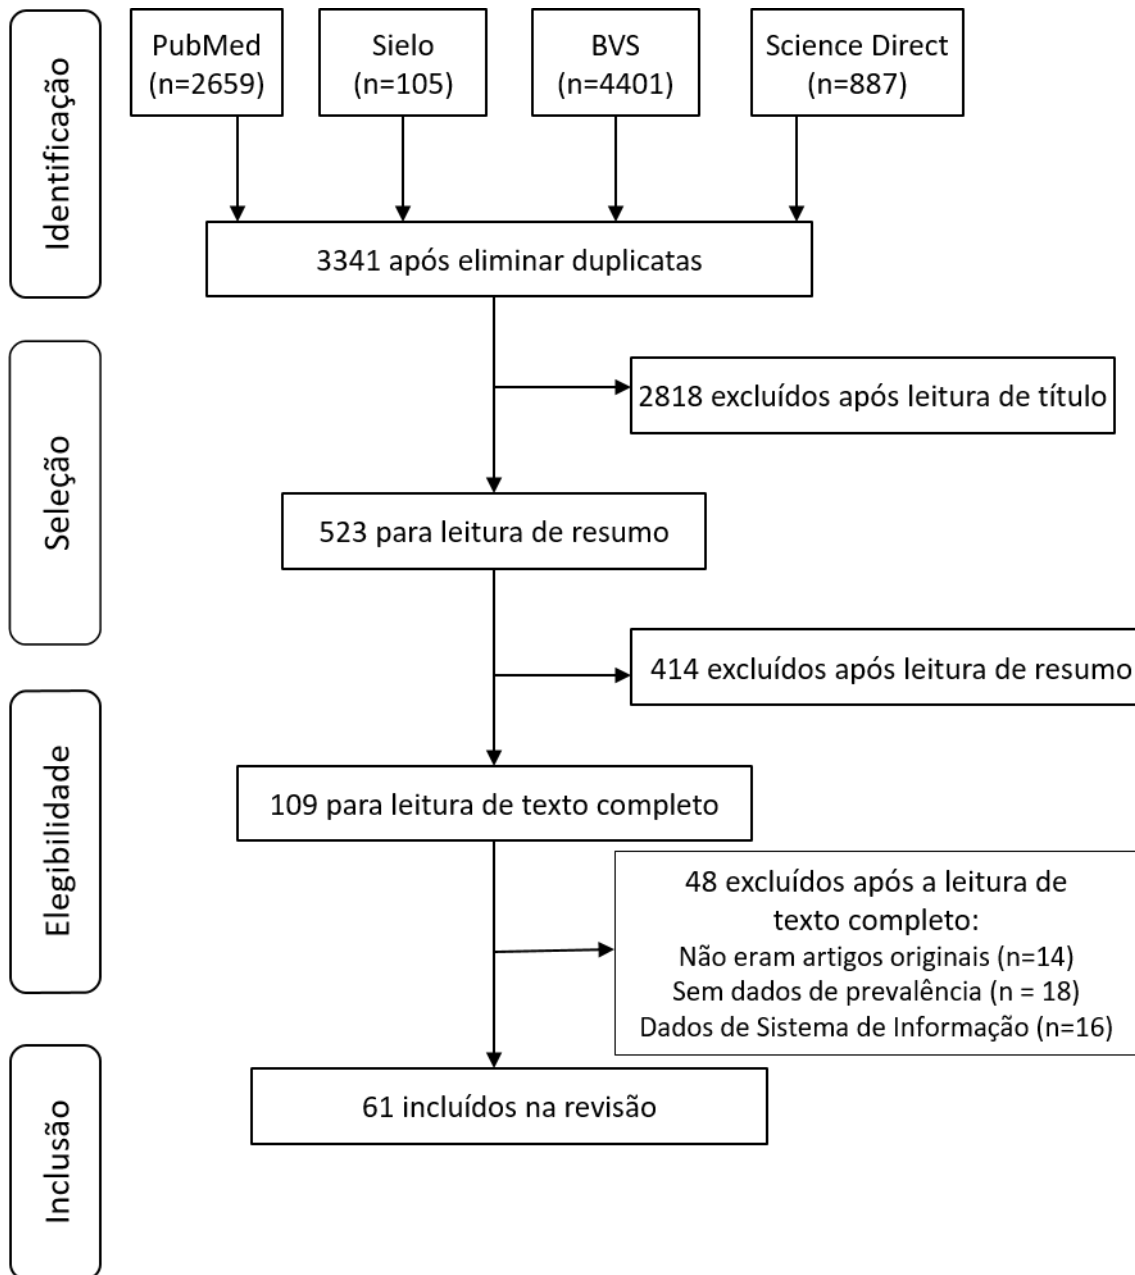 Identificação
PubMed
(n=2659)
Sielo
(n=105)
BVS
(n=4401)
Science Direct
(n=887)
3341 após eliminar duplicatas
Seleção
2818 excluídos após leitura de título
523 para leitura de resumo
414 excluídos após leitura de resumo
Elegibilidade
109 para leitura de texto completo
48 excluídos após a leitura de
texto completo:
Não eram artigos originais (n=14)
Sem dados de prevalência (n = 18)
Dados de Sistema de Informação (n=16)
Inclusão
61 incluídos na revisão